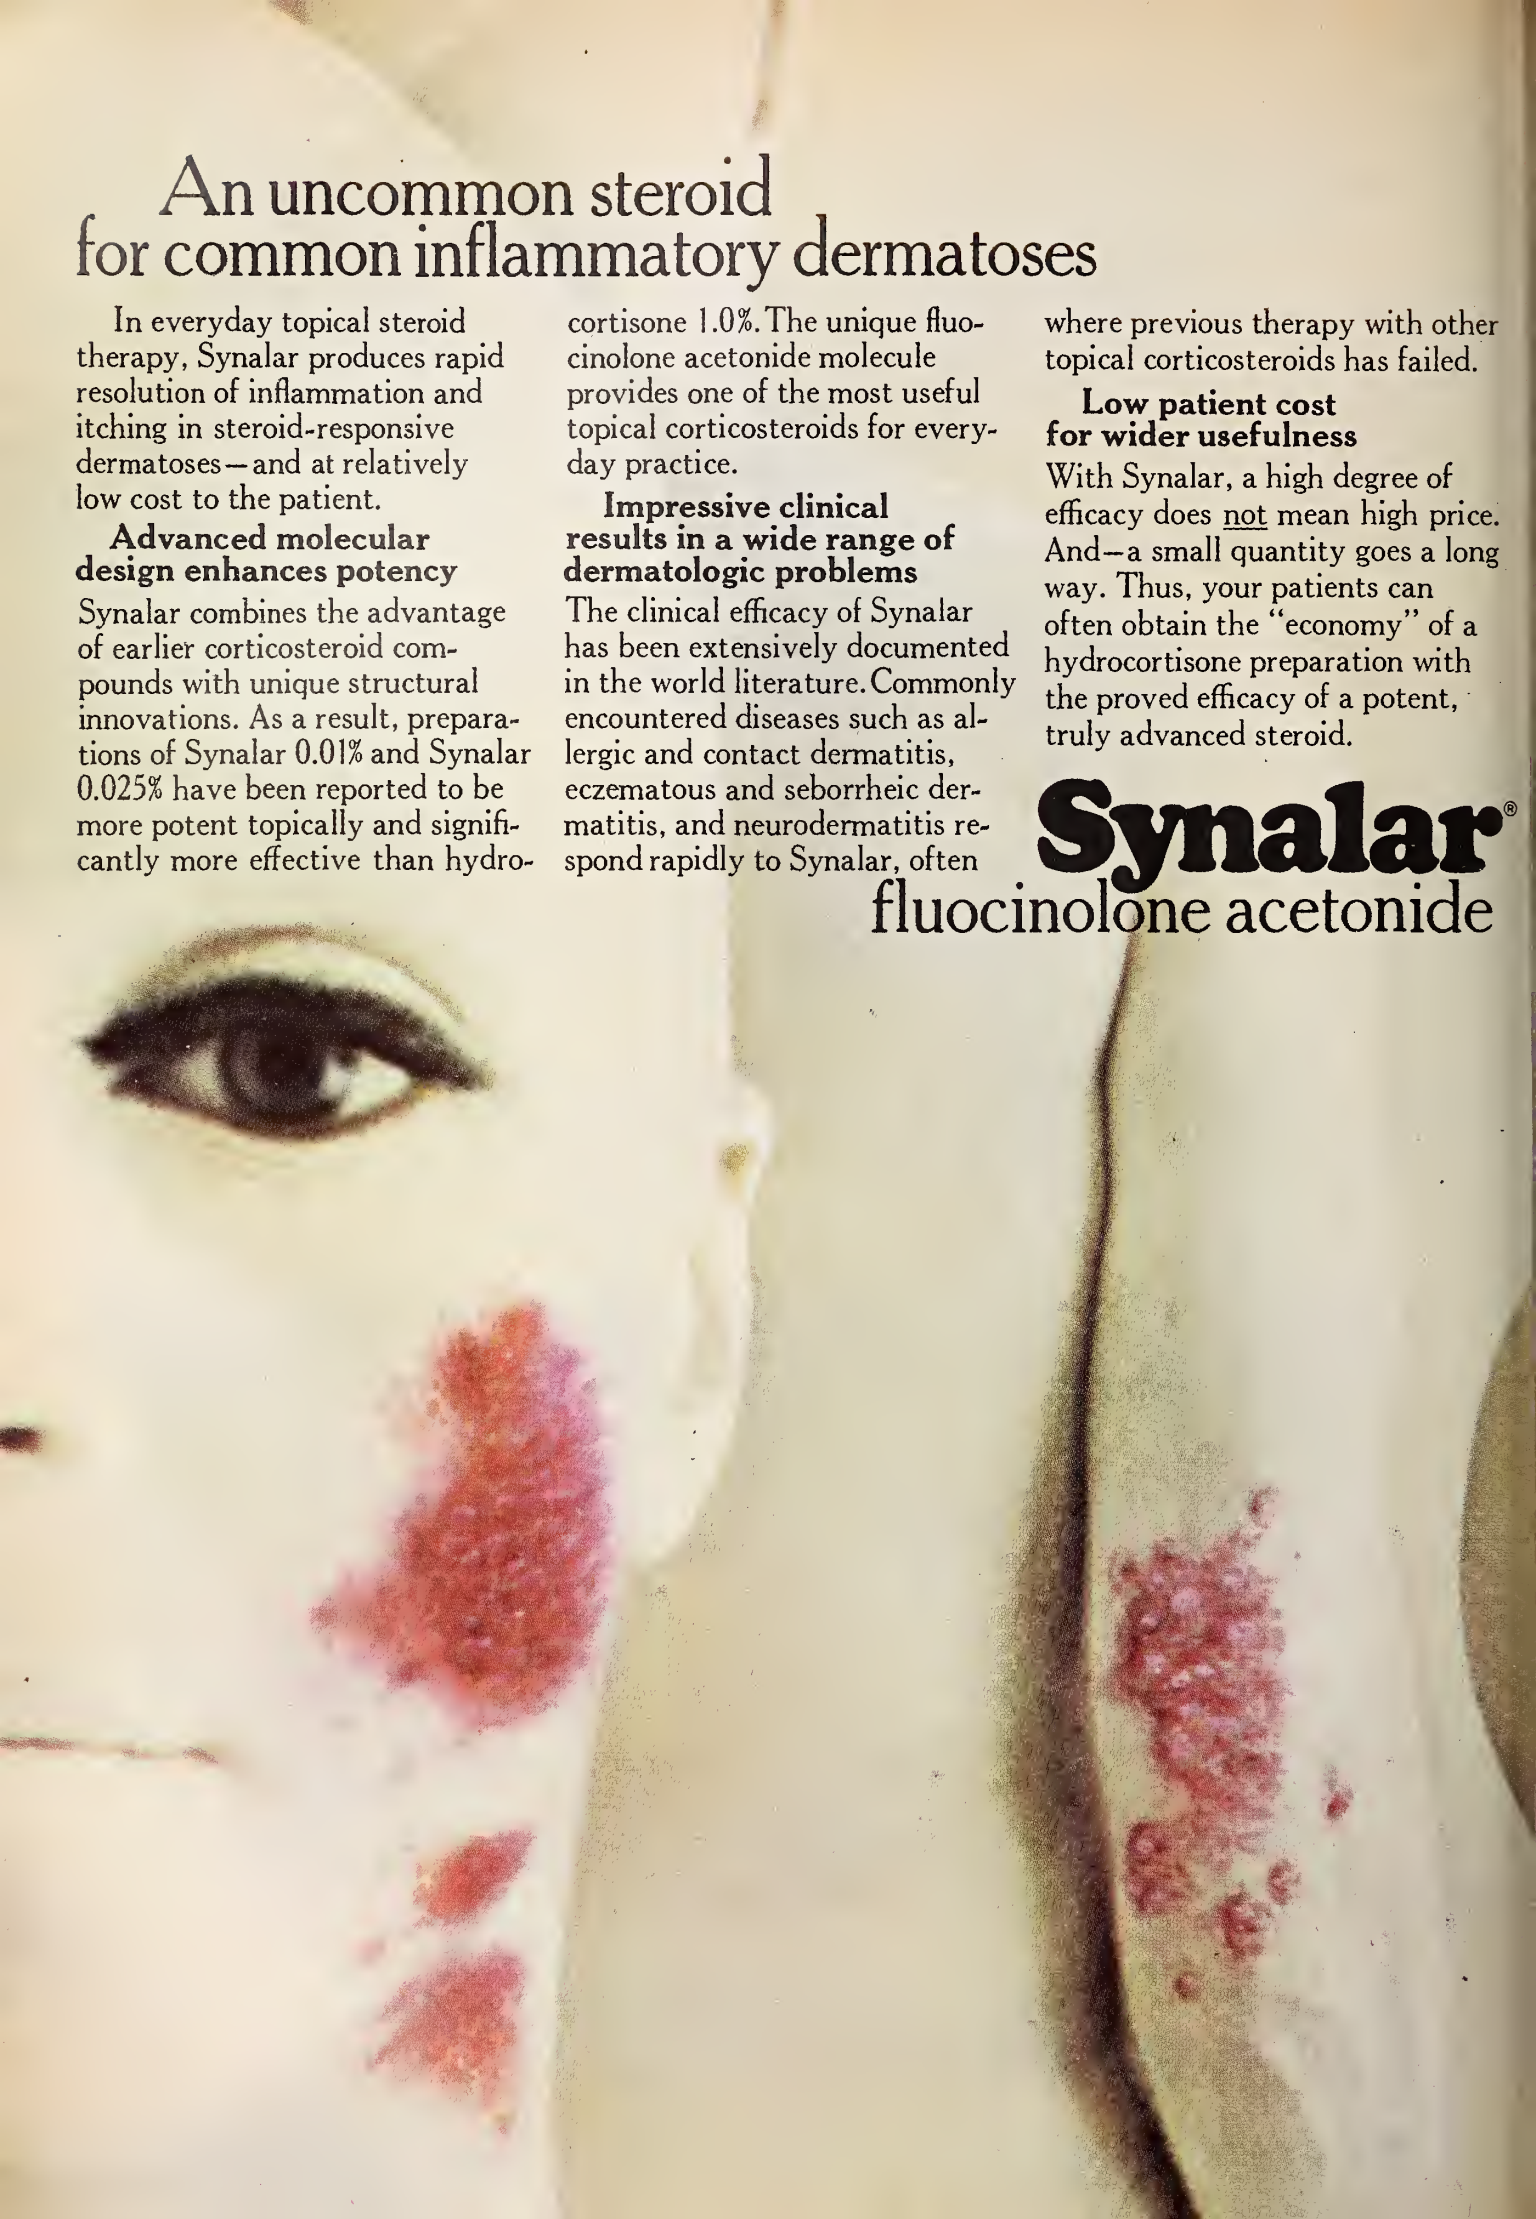 An uncommon steroid
for common inflammatory dermatoses
In everyday topical steroid
therapy, Synalar produces rapid
resolution of inflammation and
itching in steroid-responsive
dermatoses—and at relatively
low cost to the patient.
Advanced molecular
design enhances potency
Synalar combines the advantage
of earlier corticosteroid com-
pounds with unique structural
innovations. As a result, prepara-
tions of Synalar 0.01% and Synalar
0.025% have been reported to be
more potent topically and signifi-
cantly more effective than hydro-
cortisone 1.0%. The unique fluo-
cinolone acetonide molecule
provides one of the most useful
topical corticosteroids for every-
day practice.
Impressive clinical
results in a wide range of
dermatologic problems
The clinical efficacy of Synalar
has been extensively documented
in the world literature. Commonly
encountered diseases such as al-
lergic and contact dermatitis,
eczematous and seborrheic der-
matitis, and neurodermatitis re-
spond rapidly to Synalar, often
where previous therapy with other
topical corticosteroids has failed.
Low patient cost
for wider usefulness
With Synalar, a high degree of
efficacy does not mean high price.
And—a small quantity goes a long
way. Thus, your patients can
often obtain the “economy” of a
hydrocortisone preparation with
the proved efficacy of a potent,
truly advanced steroid.
Synalar®
fluocinolone acetonide